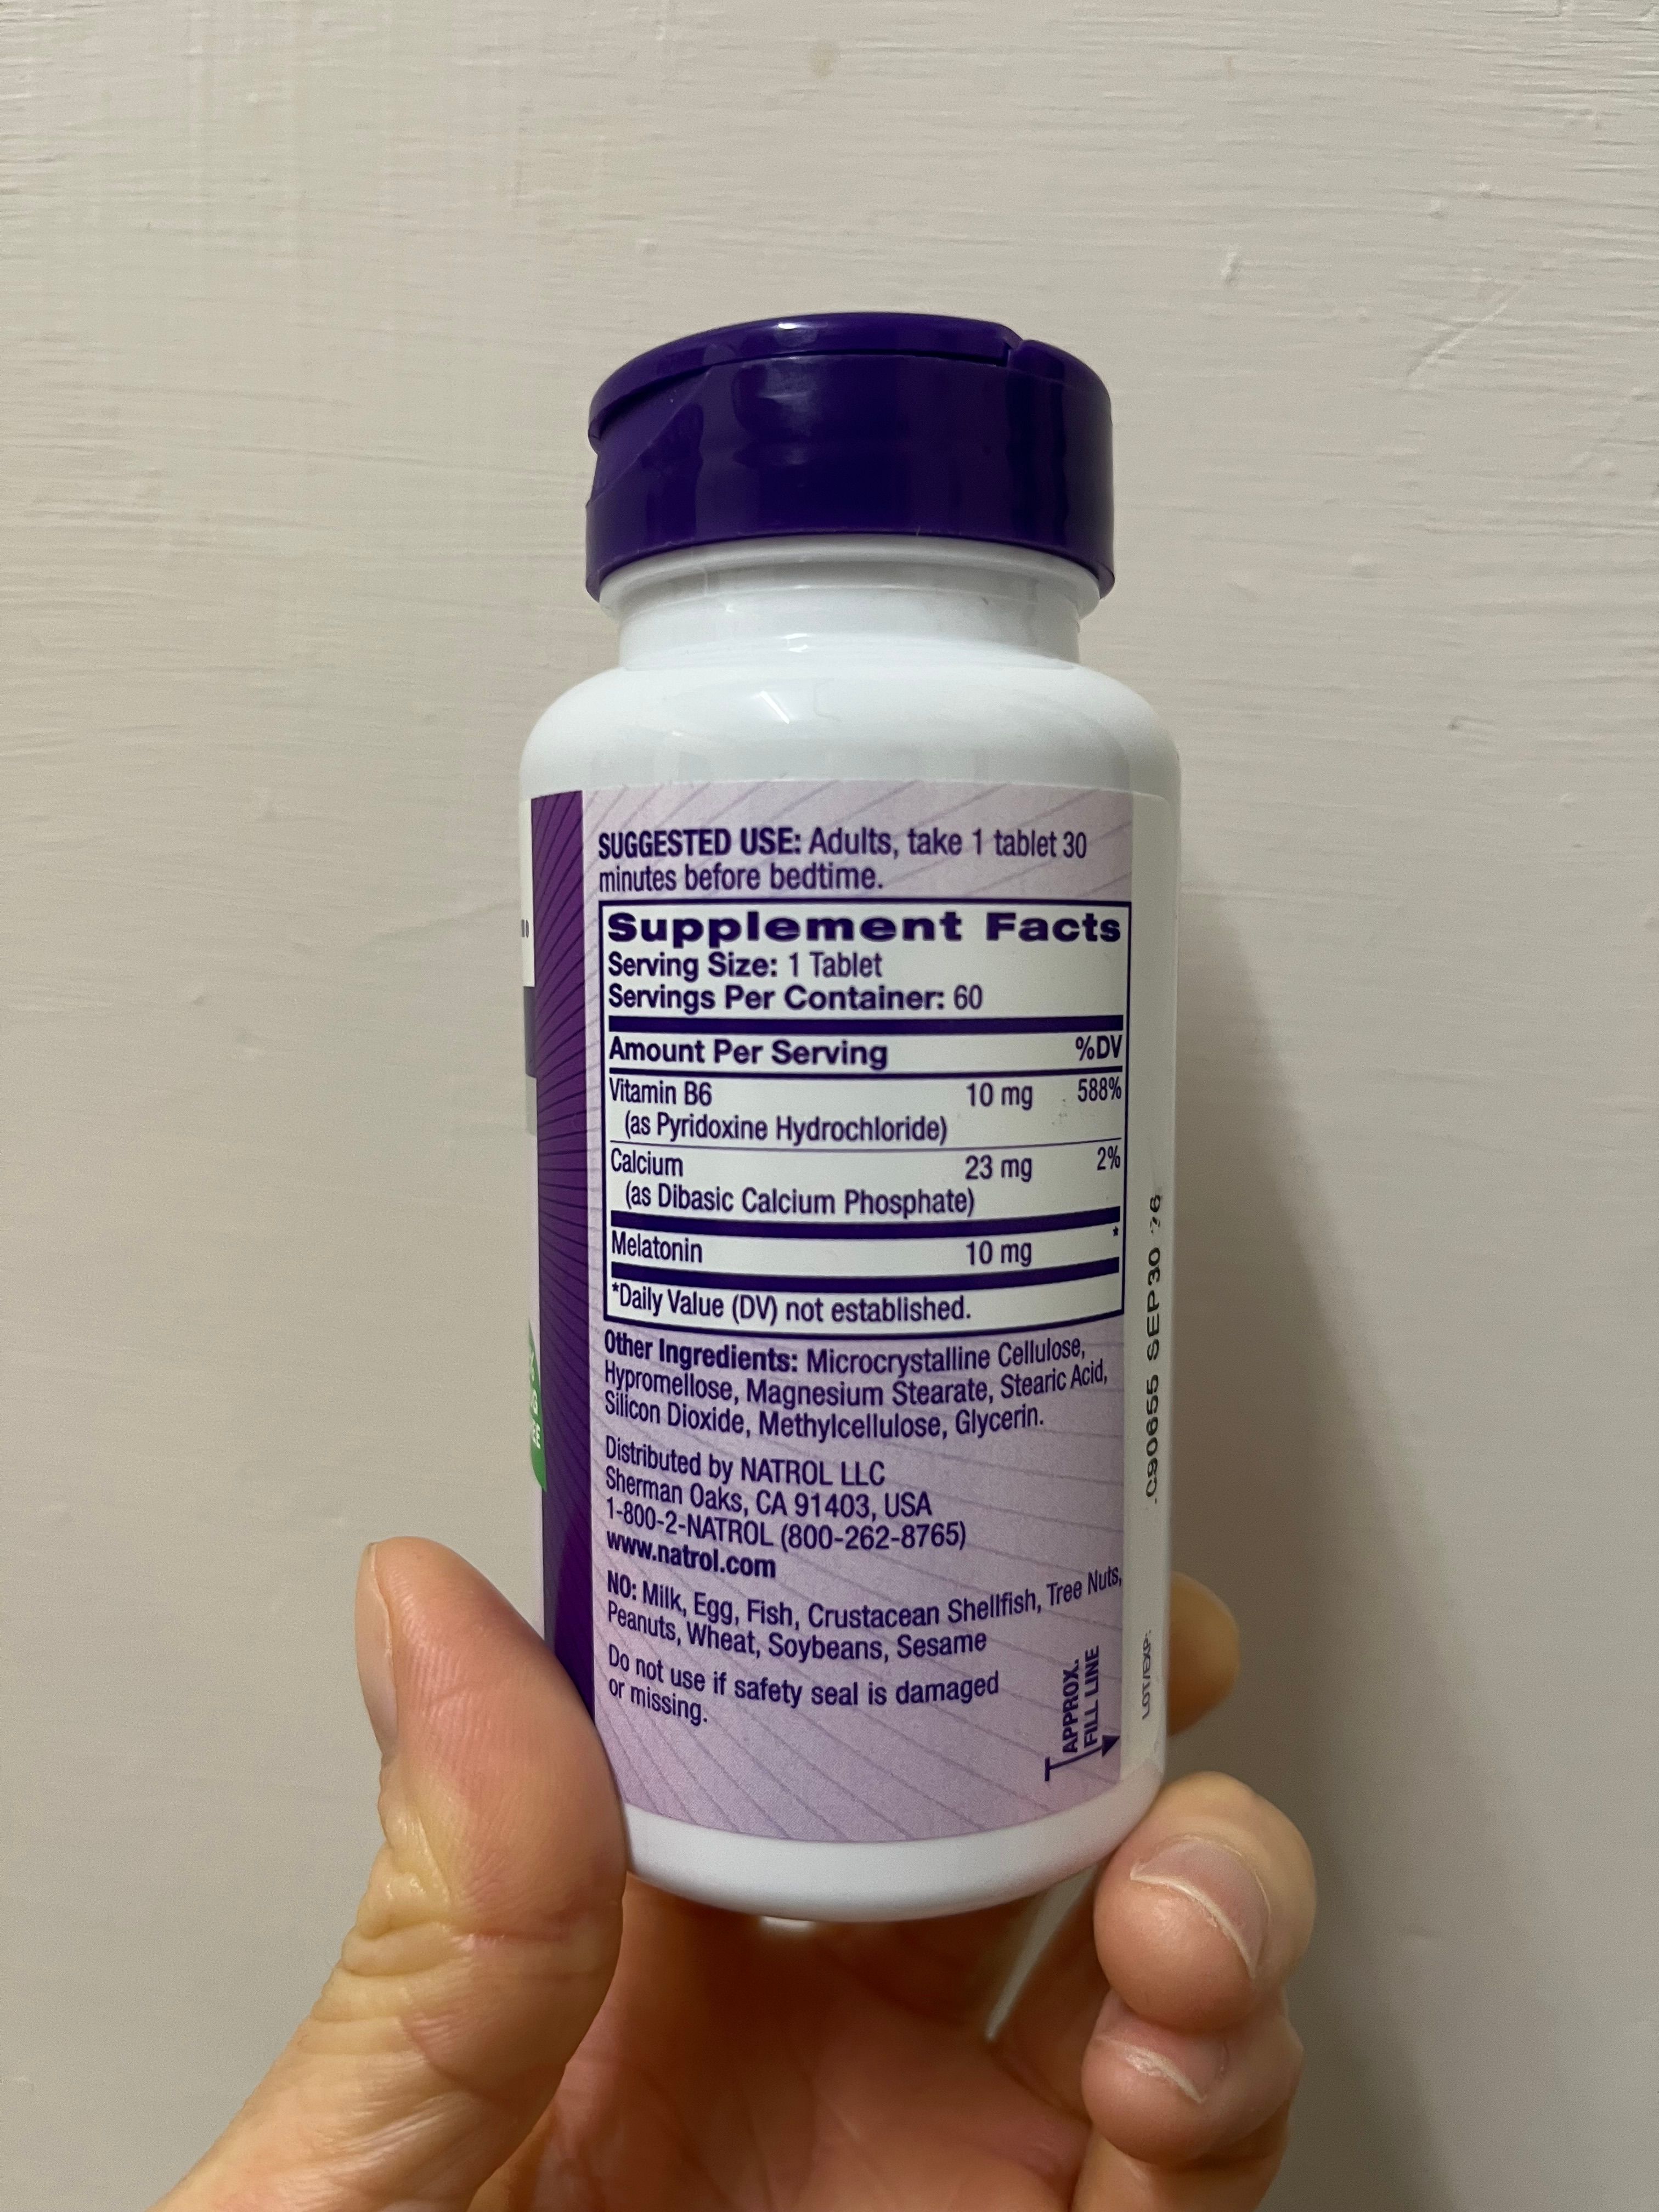 SUGGESTED USE: Adults, take 1 tablet 30
minutes before bedtime.
Supplement Facts
Serving Size: 1 Tablet
Servings Per Container: 60
Amount Per Serving %DV
Vitamin B6 10 mg 588%
(as Pyridoxine Hydrochloride)
Calcium 23 mg 2%
(as Dibasic Calcium Phosphate)
Melatonin 10 mg *
*Daily Value (DV) not established.
Other Ingredients: Microcrystalline Cellulose,
Hypromellose, Magnesium Stearate, Stearic Acid,
Silicon Dioxide, Methylcellulose, Glycerin.
Distributed by NATROL LLC
Sherman Oaks, CA 91403, USA
1-800-2-NATROL (800-262-8765)
www.natrol.com
NO: Milk, Egg, Fish, Crustacean Shellfish, Tree Nuts,
Peanuts, Wheat, Soybeans, Sesame
Do not use if safety seal is damaged
or missing.
APPROX.
FILL LINE
LOT/EXP:
SEP30